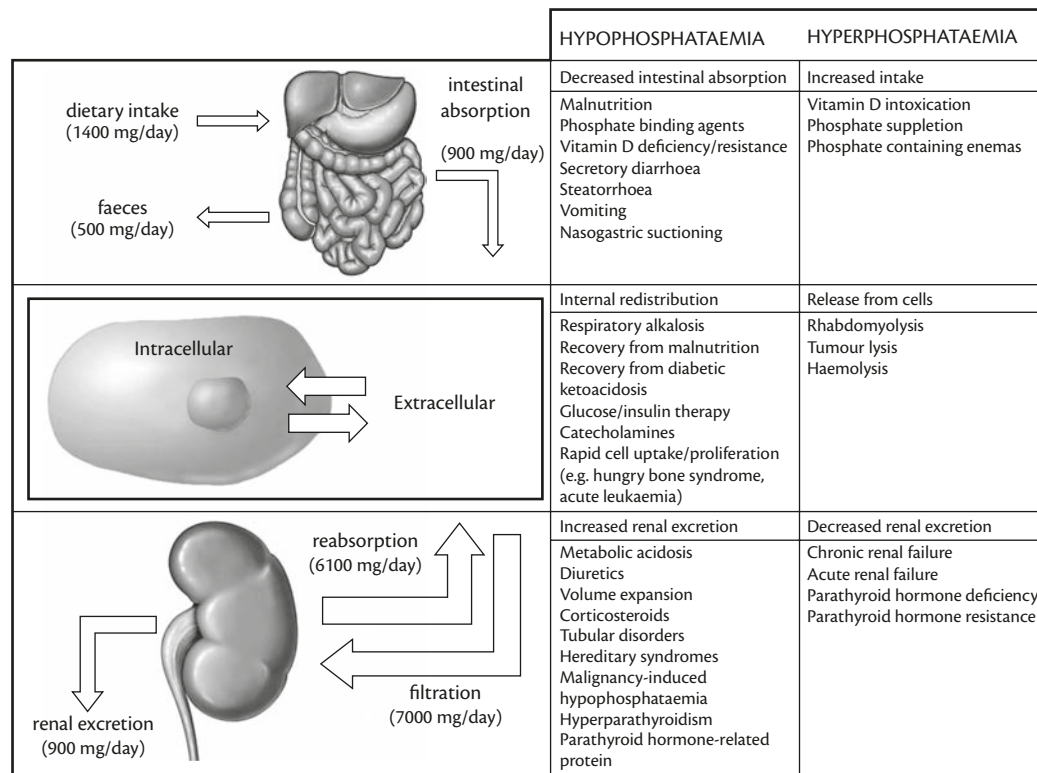 HYPOPHOSPHATAEMIA
HYPERPHOSPHATAEMIA
dietary intake
(1400 mg/day)
intestinal
absorption
(900 mg/day)
faeces
(500 mg/day)
Decreased intestinal absorption
Malnutrition
Phosphate binding agents
Vitamin D deficiency/resistance
Secretory diarrhoea
Steatorrhoea
Vomiting
Nasogastric suctioning
Increased intake
Vitamin D intoxication
Phosphate suppletion
Phosphate containing enemas
Intracellular
Extracellular
Internal redistribution
Respiratory alkalosis
Recovery from malnutrition
Recovery from diabetic
ketoacidosis
Glucose/insulin therapy
Catecholamines
Rapid cell uptake/proliferation
(e.g. hungry bone syndrome,
acute leukaemia)
Release from cells
Rhabdomyolysis
Tumour lysis
Haemolysis
reabsorption
(6100 mg/day)
filtration
(7000 mg/day)
renal excretion
(900 mg/day)
Increased renal excretion
Metabolic acidosis
Diuretics
Volume expansion
Corticosteroids
Tubular disorders
Hereditary syndromes
Malignancy-induced
hypophosphataemia
Hyperparathyroidism
Parathyroid hormone-related
protein
Decreased renal excretion
Chronic renal failure
Acute renal failure
Parathyroid hormone deficiency
Parathyroid hormone resistance